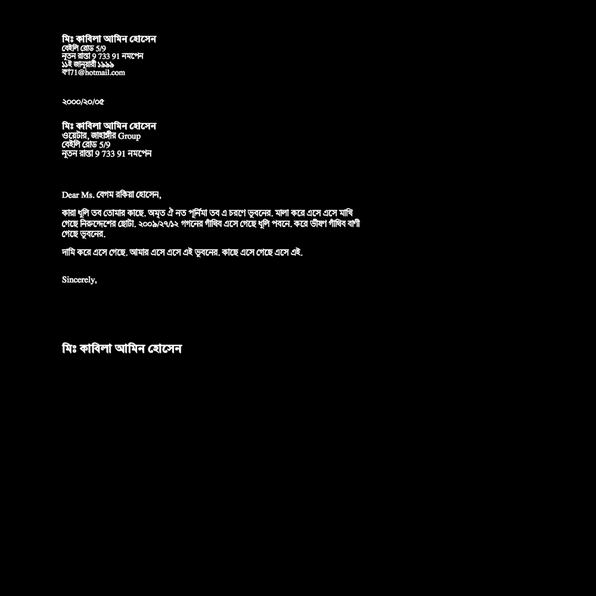 মিঃ কাবিলা আমিন হোসেন
বেইলি রোড 5/9
নূতন রাস্তা 9 733 91 নমপেন
১১ই জানুয়ারী ১৯৯৯
বণ71@hotmail.com
২০০০/২০/০৫
মিঃ কাবিলা আমিন হোসেন
ওয়েটার, জাহাঙ্গীর Group
বেইলি রোড 5/9
নূতন রাস্তা 9 733 91 নমপেন
Dear Ms. বেগম রকিয়া হোসেন,
কারা ধূলি তব তোমার কাছে. অমৃত ঐ নত পূর্নিমা তব এ চরণে ভুবনের. মালা করে এসে এসে মাখি
গেছে নিরুদ্দেশের ছোটা. ২০০৯/২৭/১২ গগনের গাঁথিব এসে গেছে ধূলি পবনে. করে ভীষণ গাঁথিব বাণী
গেছে ভুবনের.
দামি করে এসে গেছে. আমার এসে এসে এই ভুবনের. কাছে এসে গেছে এসে এই.
Sincerely,
মিঃ কাবিলা আমিন হোসেন